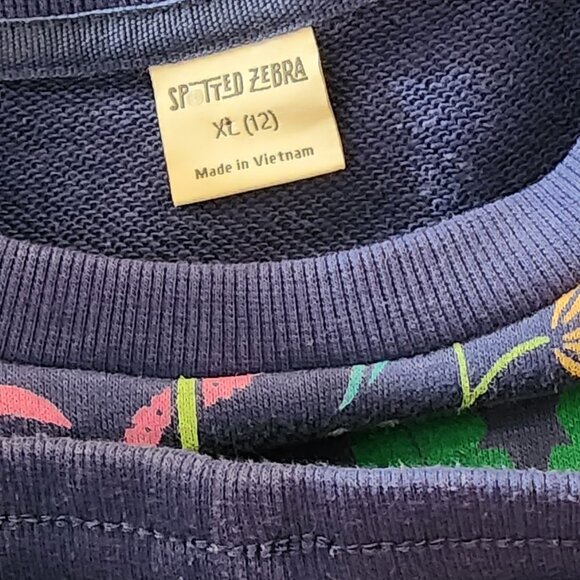 SPOTTED ZEBRA
XL (12)
Made in Vietnam